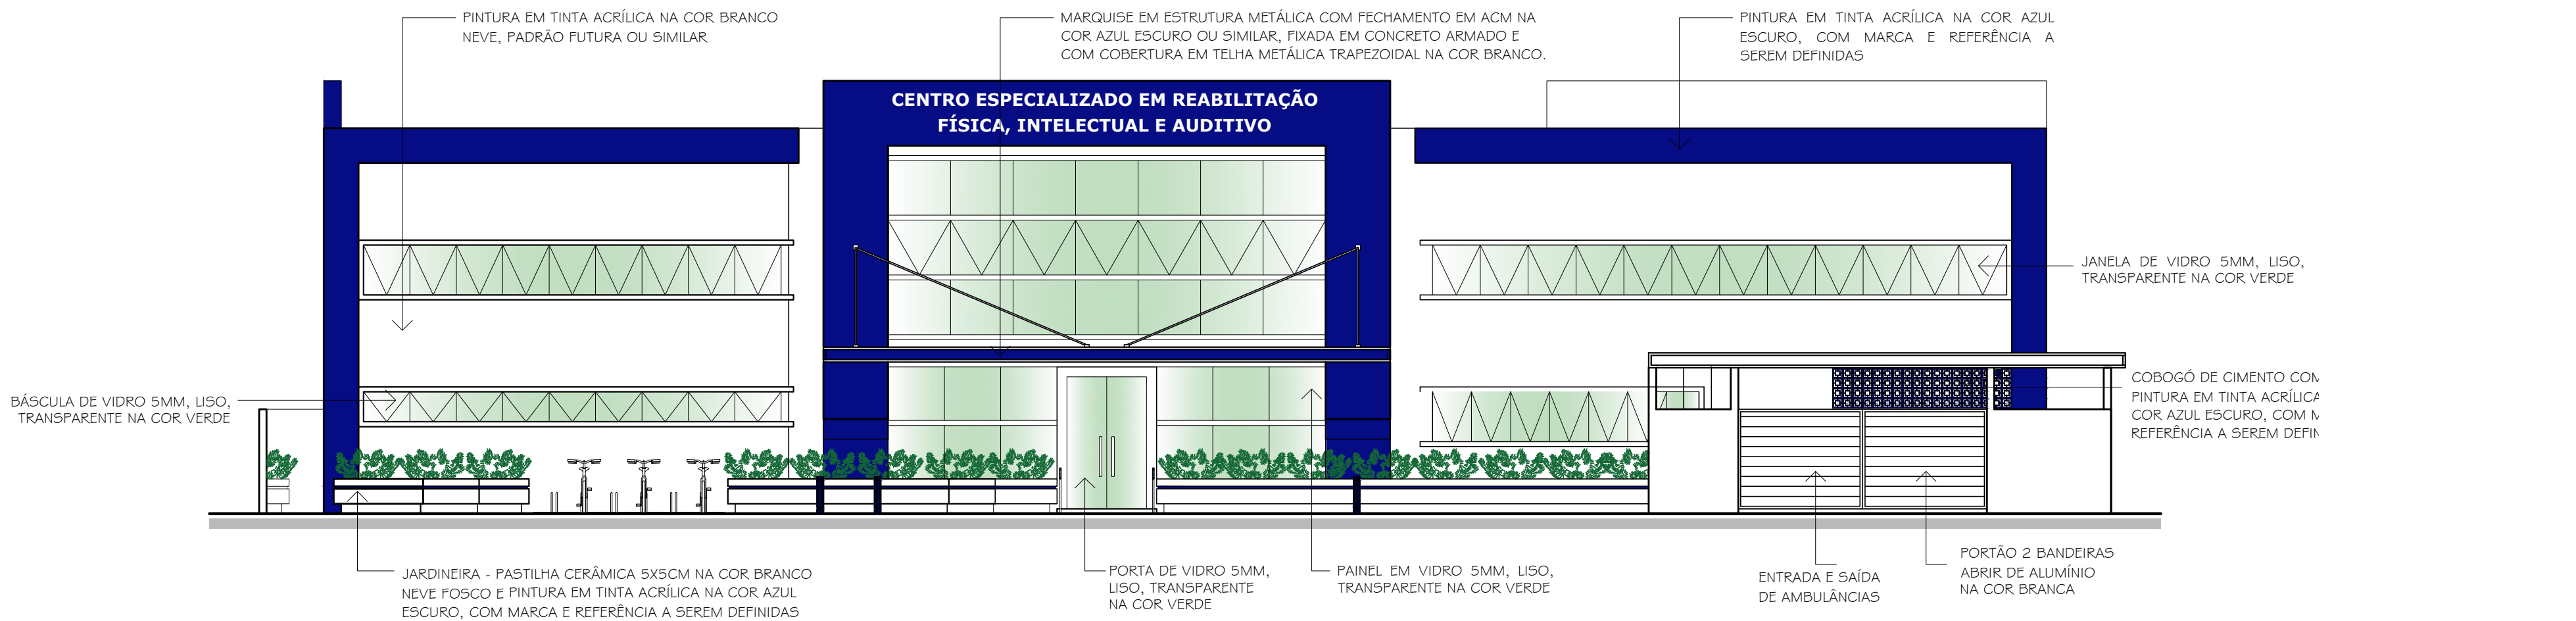 PINTURA EM TINTA ACRÍLICA NA COR BRANCO
NEVE, PADRÃO FUTURA OU SIMILAR
MARQUISE EM ESTRUTURA METÁLICA COM FECHAMENTO EM ACM NA
COR AZUL ESCURO OU SIMILAR, FIXADA EM CONCRETO ARMADO E
COM COBERTURA EM TELHA METÁLICA TRAPEZOIDAL NA COR BRANCO.
PINTURA EM TINTA ACRÍLICA NA COR AZUL
ESCURO, COM MARCA E REFERÊNCIA A
SEREM DEFINIDAS
CENTRO ESPECIALIZADO EM REABILITAÇÃO
FÍSICA, INTELECTUAL E AUDITIVO
JANELA DE VIDRO 5MM, LISO,
TRANSPARENTE NA COR VERDE
BÁSCULA DE VIDRO 5MM, LISO,
TRANSPARENTE NA COR VERDE
COBOGÓ DE CIMENTO COM
PINTURA EM TINTA ACRÍLICA
COR AZUL ESCURO, COM
REFERÊNCIA A SEREM
JARDINEIRA - PASTILHA CERÂMICA 5X5CM NA COR BRANCO
NEVE FOSCO E PINTURA EM TINTA ACRÍLICA NA COR AZUL
ESCURO, COM MARCA E REFERÊNCIA A SEREM DEFINIDAS
PORTA DE VIDRO 5MM,
LISO, TRANSPARENTE
NA COR VERDE
PAINEL EM VIDRO 5MM, LISO,
TRANSPARENTE NA COR VERDE
ENTRADA E SAÍDA
DE AMBULÂNCIAS
PORTÃO 2 BANDEIRAS
ABRIR DE ALUMÍNIO
NA COR BRANCA